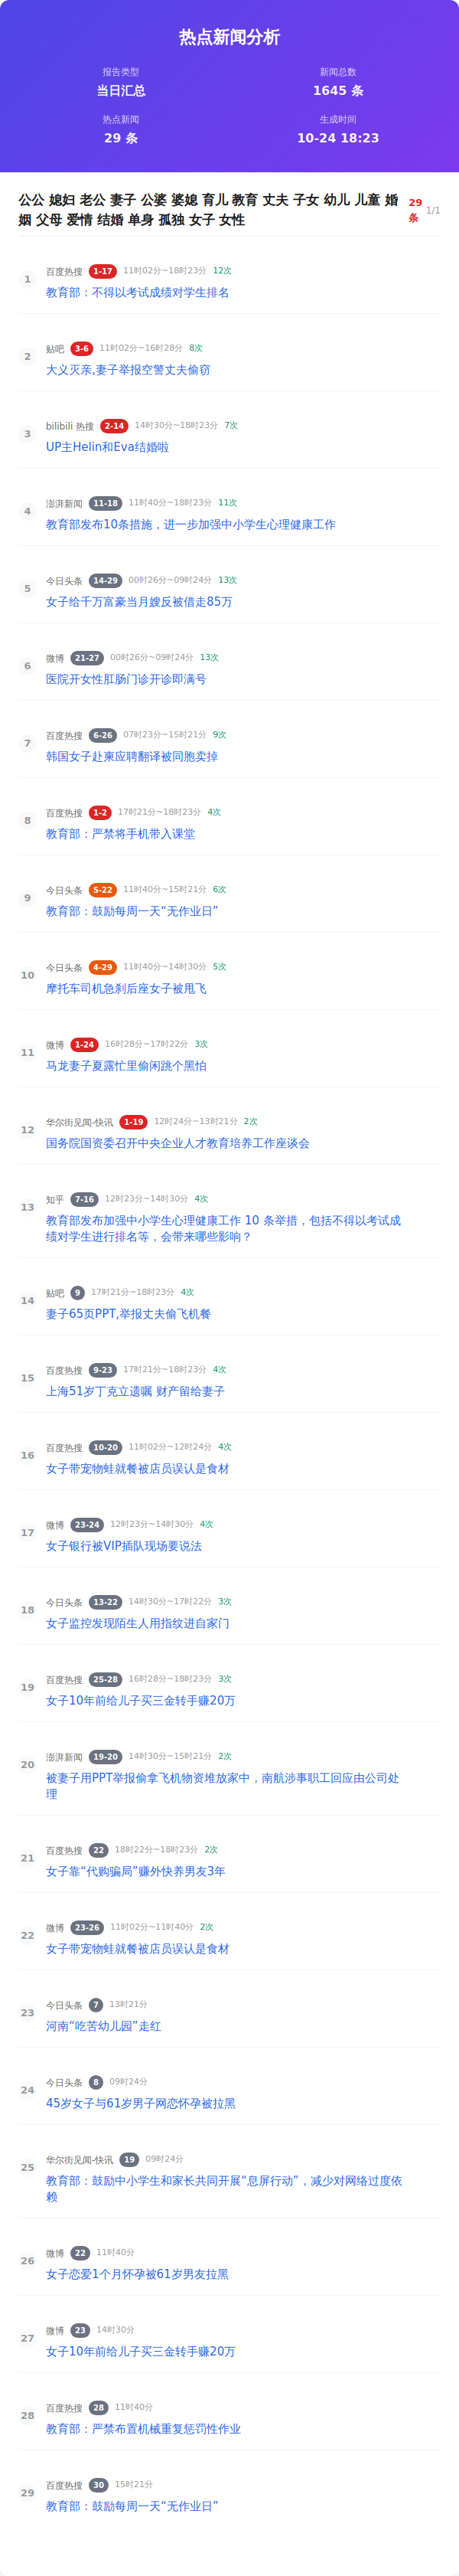 热点新闻分析
报告类型
当日汇总
新闻总数
1645 条
热点新闻
29 条
生成时间
10-24 18:23
公公 媳妇 老公 妻子 公婆 婆媳 育儿 教育 丈夫 子女 幼儿 儿童 婚
姻 父母 爱情 结婚 单身 孤独 女子 女性
29
条
1/1
1
百度热搜 1-17 11时02分~18时23分 12次
教育部：不得以考试成绩对学生排名
2
贴吧 3-6 11时02分~16时28分 8次
大义灭亲,妻子举报空警丈夫偷窃
3
bilibili 热搜 2-14 14时30分~18时23分 7次
UP主Helin和Eva结婚啦
4
澎湃新闻 11-18 11时40分~18时23分 11次
教育部发布10条措施，进一步加强中小学生心理健康工作
5
今日头条 14-29 00时26分~09时24分 13次
女子给千万富豪当月嫂反被借走85万
6
微博 21-27 00时26分~09时24分 13次
医院开女性肛肠门诊开诊即满号
7
百度热搜 6-26 07时23分~15时21分 9次
韩国女子赴柬应聘翻译被同胞卖掉
8
百度热搜 1-2 17时21分~18时23分 4次
教育部：严禁将手机带入课堂
9
今日头条 5-22 11时40分~15时21分 6次
教育部：鼓励每周一天“无作业日”
10
今日头条 4-29 11时40分~14时30分 5次
摩托车司机急刹后座女子被甩飞
11
微博 1-24 16时28分~17时22分 3次
马龙妻子夏露忙里偷闲跳个黑怕
12
华尔街见闻-快讯 1-19 12时24分~13时21分 2次
国务院国资委召开中央企业人才教育培养工作座谈会
13
知乎 7-16 12时23分~14时30分 4次
教育部发布加强中小学生心理健康工作 10 条举措，包括不得以考试成
绩对学生进行排名等，会带来哪些影响？
14
贴吧 9 17时21分~18时23分 4次
妻子65页PPT,举报丈夫偷飞机餐
15
百度热搜 9-23 17时21分~18时23分 4次
上海51岁丁克立遗嘱 财产留给妻子
16
百度热搜 10-20 11时02分~12时24分 4次
女子带宠物蛙就餐被店员误认是食材
17
微博 23-24 12时23分~14时30分 4次
女子银行被VIP插队现场要说法
18
今日头条 13-22 14时30分~17时22分 3次
女子监控发现陌生人用指纹进自家门
19
百度热搜 25-28 16时28分~18时23分 3次
女子10年前给儿子买三金转手赚20万
20
澎湃新闻 19-20 14时30分~15时21分 2次
被妻子用PPT举报偷拿飞机物资堆放家中，南航涉事职工回应由公司处
理
21
百度热搜 22 18时22分~18时23分 2次
女子靠“代购骗局”赚外快养男友3年
22
微博 23-26 11时02分~11时40分 2次
女子带宠物蛙就餐被店员误认是食材
23
今日头条 7 13时21分
河南“吃苦幼儿园”走红
24
今日头条 8 09时24分
45岁女子与61岁男子网恋怀孕被拉黑
25
华尔街见闻-快讯 19 09时24分
教育部：鼓励中小学生和家长共同开展“息屏行动”，减少对网络过度依
赖
26
微博 22 11时40分
女子恋爱1个月怀孕被61岁男友拉黑
27
微博 23 14时30分
女子10年前给儿子买三金转手赚20万
28
百度热搜 28 11时40分
教育部：严禁布置机械重复惩罚性作业
29
百度热搜 30 15时21分
教育部：鼓励每周一天“无作业日”